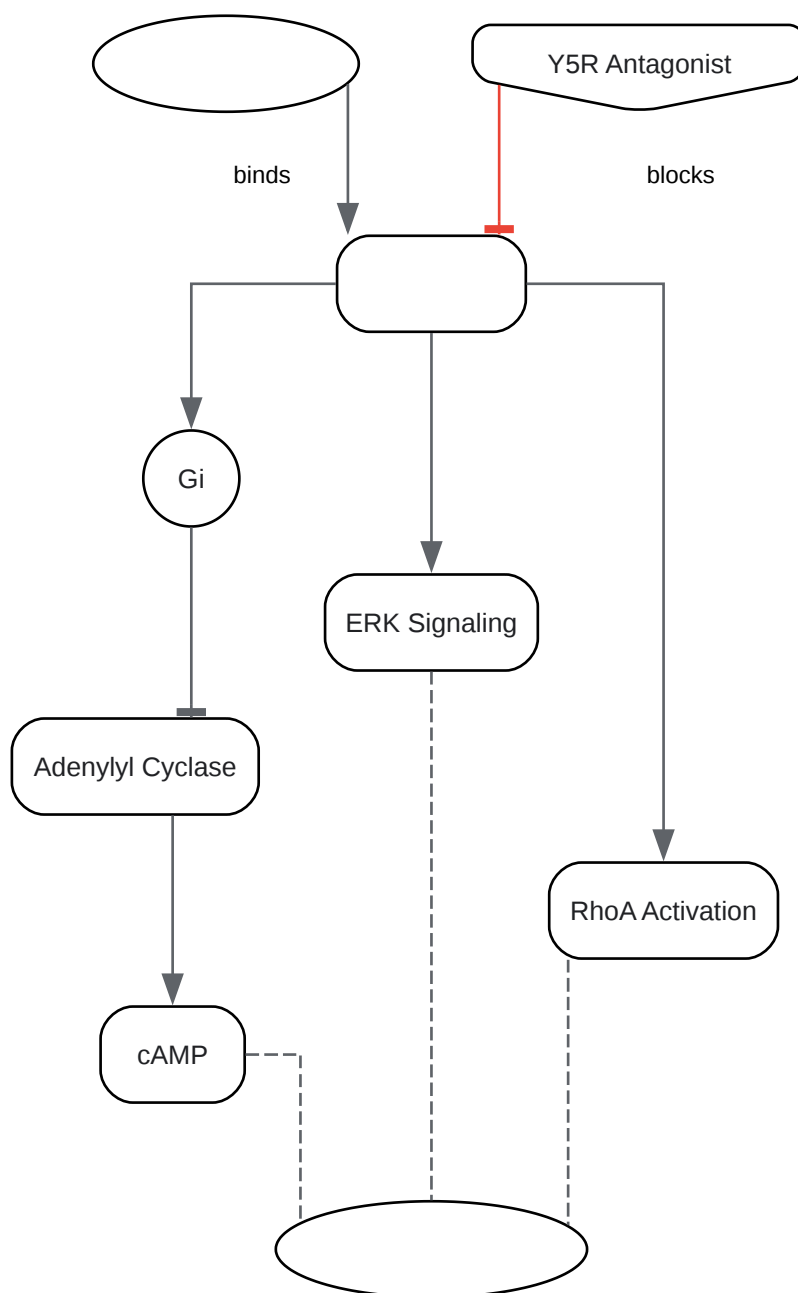 Y5R Antagonist
binds
blocks
Gi
ERK Signaling
Adenylyl Cyclase
RhoA Activation
cAMP